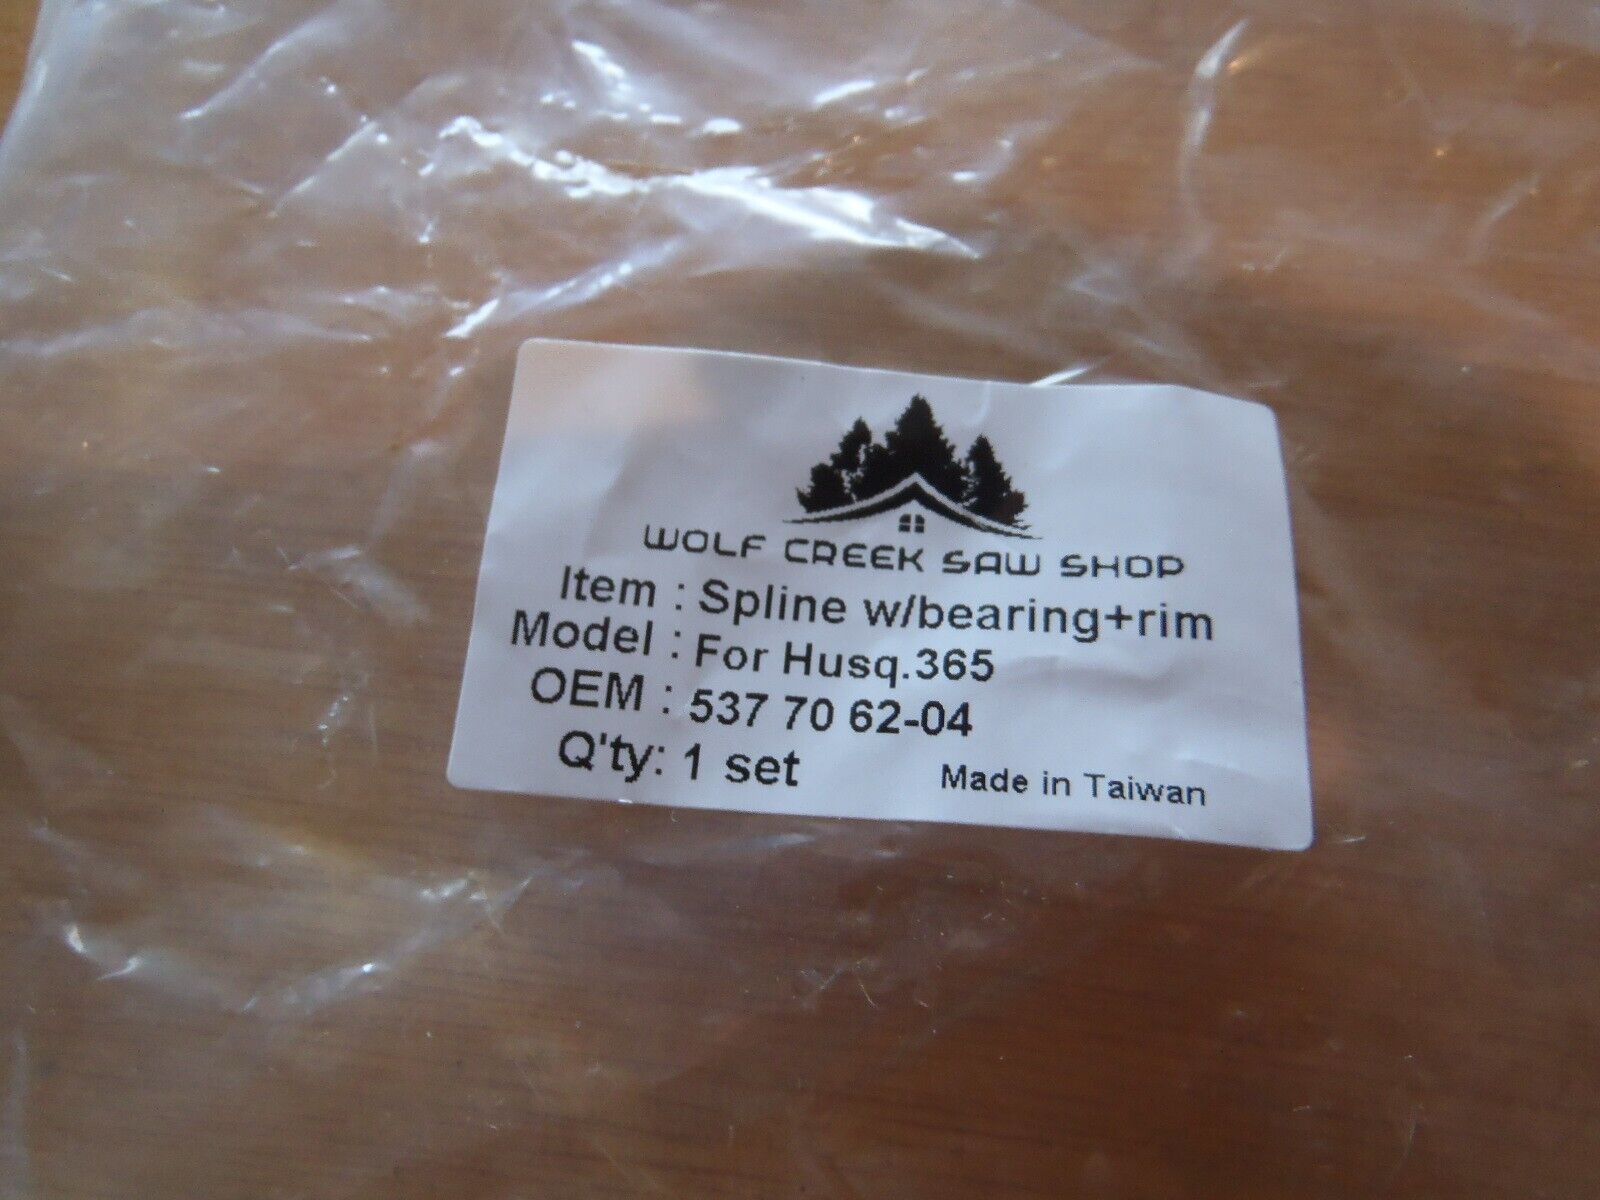 WOLF CREEK SAW SHOP
Item : Spline w/bearing+rim
Model : For Husq.365
OEM : 537 70 62-04
Q'ty: 1 set
Made in Taiwan